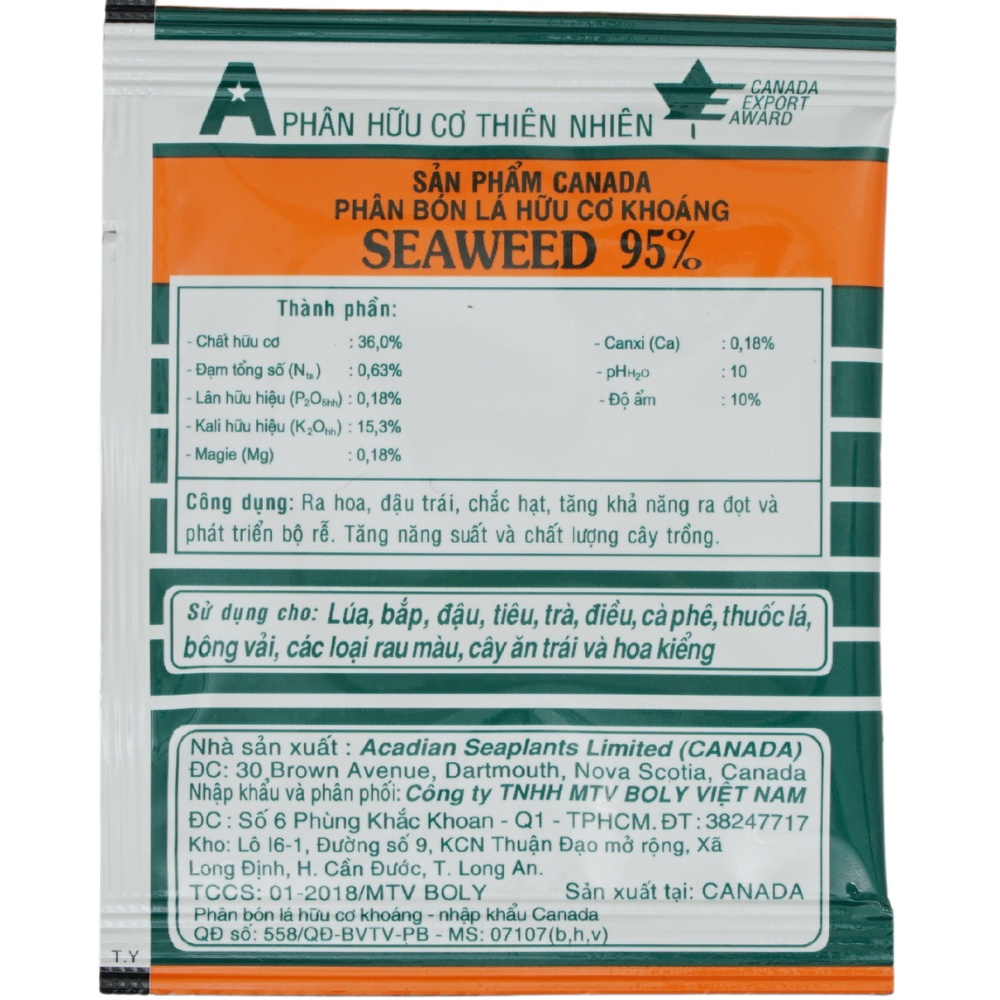 A PHÂN HỮU CƠ THIÊN NHIÊN
CANADA
EXPORT
AWARD
SẢN PHẨM CANADA
PHÂN BÓN LÁ HỮU CƠ KHOÁNG
SEAWEED 95%
Thành phần:
- Chất hữu cơ : 36,0%
- Đạm tổng số (Nts) : 0,63%
- Lân hữu hiệu (P2O5hh) : 0,18%
- Kali hữu hiệu (K2Ohh) : 15,3%
- Magie (Mg) : 0,18%
- Canxi (Ca) : 0,18%
- pHH2O : 10
- Độ ẩm : 10%
Công dụng: Ra hoa, đậu trái, chắc hạt, tăng khả năng ra đọt và
phát triển bộ rễ. Tăng năng suất và chất lượng cây trồng.
Sử dụng cho: Lúa, bắp, đậu, tiêu, trà, điều, cà phê, thuốc lá,
bông vải, các loại rau màu, cây ăn trái và hoa kiểng
Nhà sản xuất : Acadian Seaplants Limited (CANADA)
ĐC: 30 Brown Avenue, Dartmouth, Nova Scotia, Canada
Nhập khẩu và phân phối: Công ty TNHH MTV BOLY VIỆT NAM
ĐC : Số 6 Phùng Khắc Khoan - Q1 - TPHCM. ĐT : 38247717
Kho: Lô I6-1, Đường số 9, KCN Thuận Đạo mở rộng, Xã
Long Định, H. Cần Đước, T. Long An.
TCCS: 01-2018/MTV BOLY Sản xuất tại: CANADA
Phân bón lá hữu cơ khoáng - nhập khẩu Canada
QĐ số: 558/QĐ-BVTV-PB - MS: 07107(b,h,v)
T.Y